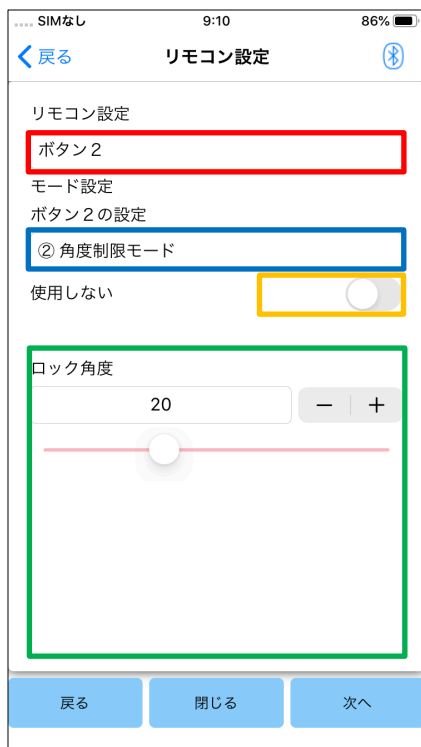 SIMなし 9:10 86%
戻る リモコン設定
リモコン設定
ボタン２
モード設定
ボタン２の設定
② 角度制限モード
使用しない
ロック角度
20 − +
戻る 閉じる 次へ